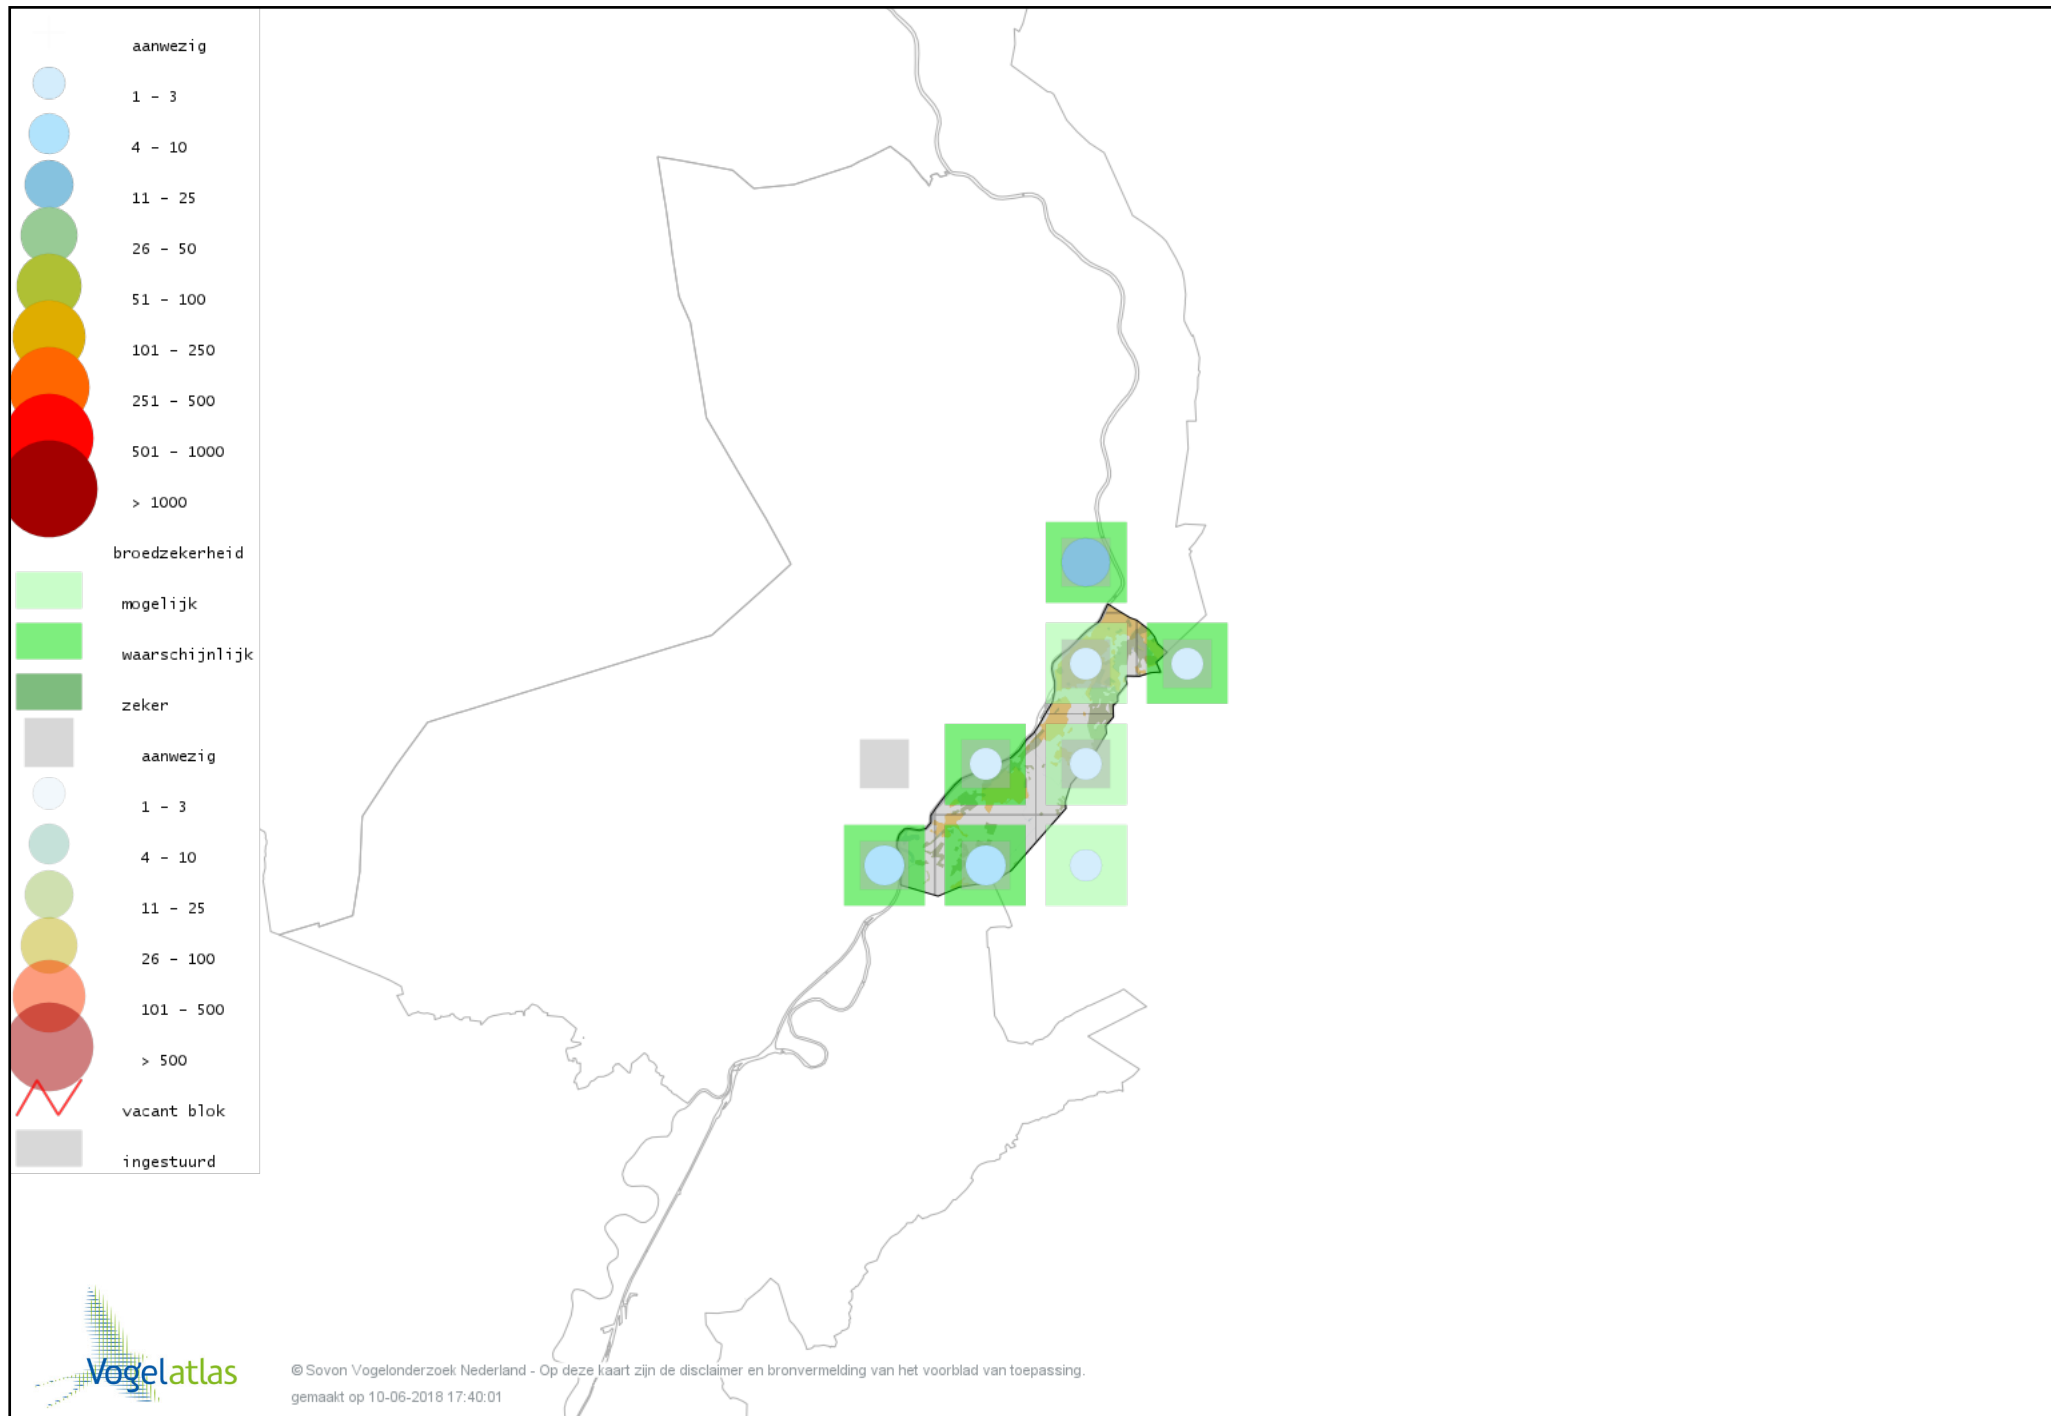 aanwezig
1 - 3
4 - 10
11 - 25
26 - 50
51 - 100
101 - 250
251 - 500
501 - 1000
> 1000
broedzekerheid
mogelijk
waarschijnlijk
zeker
aanwezig
1 - 3
4 - 10
11 - 25
26 - 100
101 - 500
> 500
vacant blok
ingestuurd
Vogelatlas
© Sovon Vogelonderzoek Nederland - Op deze kaart zijn de disclaimer en bronvermelding van het voorblad van toepassing.
gemaakt op 10-06-2018 17:40:01